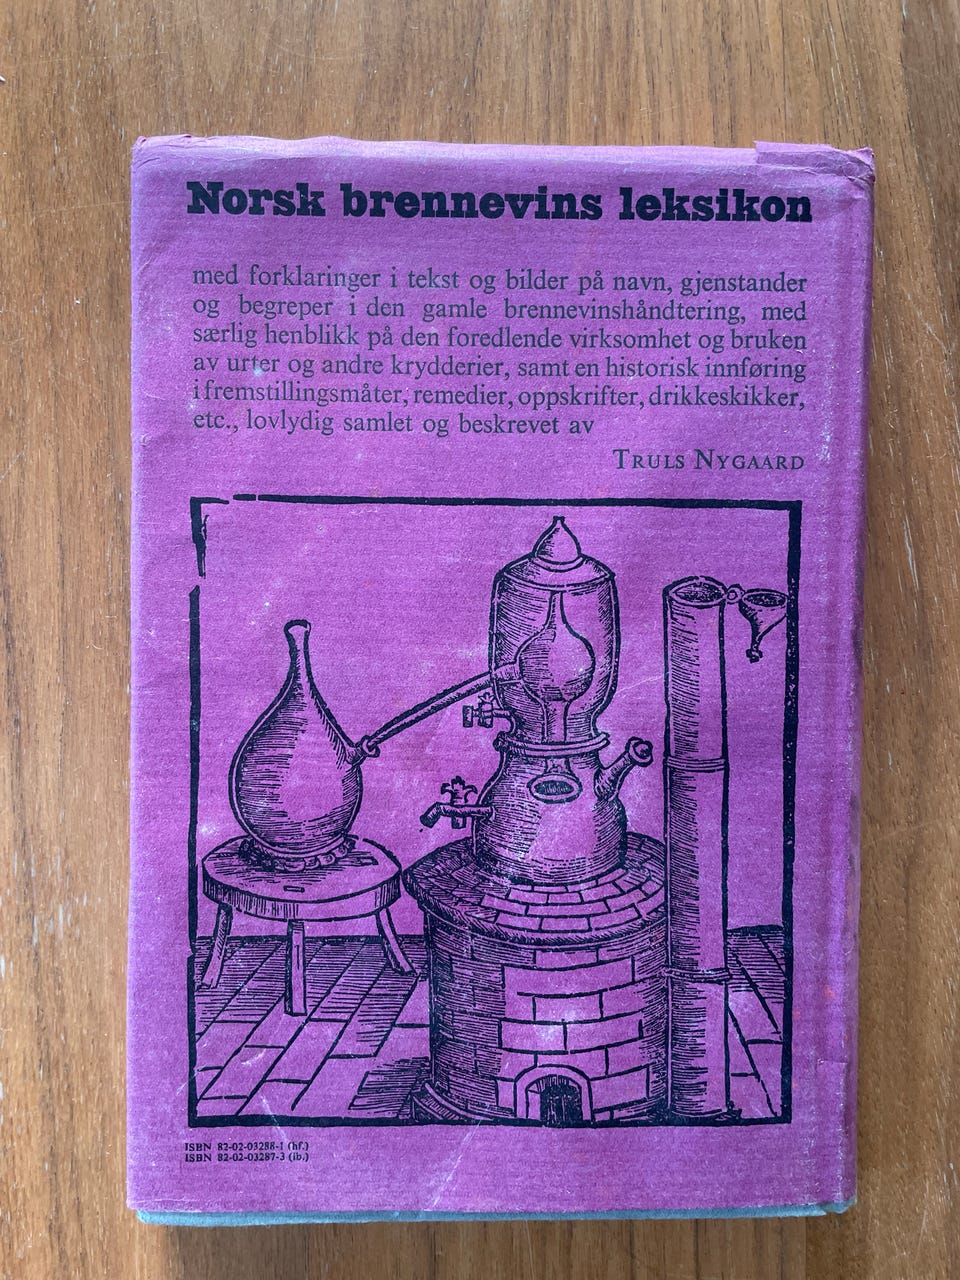 Norsk brennevins leksikon
med forklaringer i tekst og bilder på navn, gjenstander
og begreper i den gamle brennevinshåndtering, med
særlig henblikk på den foredlende virksomhet og bruken
av urter og andre krydderier, samt en historisk innføring
i fremstillingsmåter, remedier, oppskrifter, drikkeskikker,
etc., lovlydig samlet og beskrevet av
TRULS NYGAARD
ISBN 82-02-03288-1 (hf.)
ISBN 82-02-03287-3 (ib.)